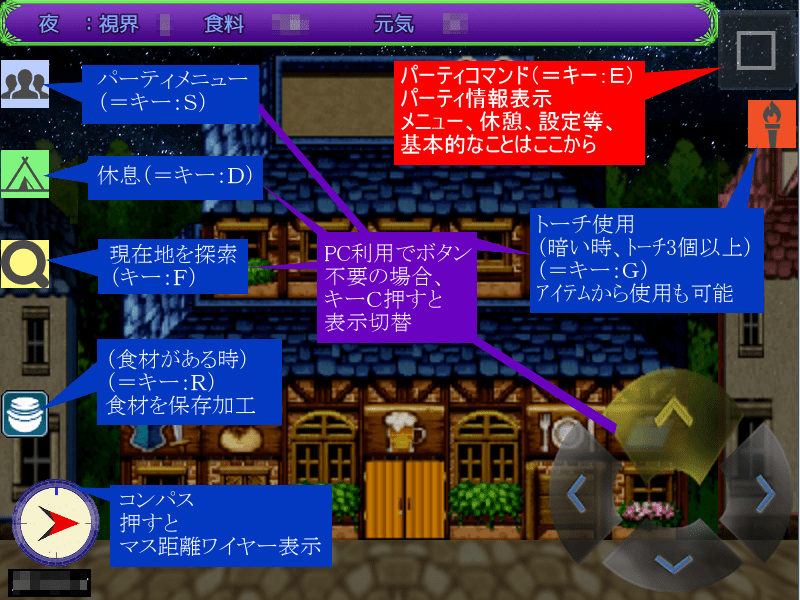 夜　：視界　食料　元気
パーティメニュー
（＝キー：S）
パーティコマンド（＝キー：E）
パーティ情報表示
メニュー、休憩、設定等、
基本的なことはここから
休息（＝キー：D）
トーチ使用
（暗い時、トーチ3個以上）
（＝キー：G）
アイテムから使用も可能
現在地を探索
（キー：F）
PC利用でボタン
不要の場合、
キーC押すと
表示切替
（食材がある時）
（＝キー：R）
食材を保存加工
コンパス
押すと
マス距離ワイヤー表示